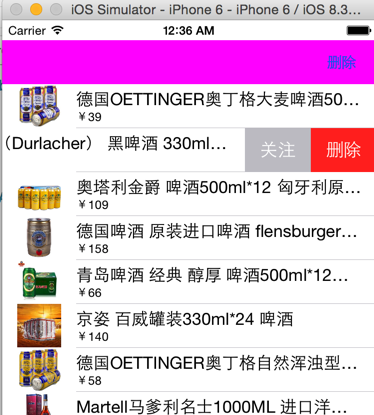 iOS Simulator - iPhone 6 - iPhone 6 / iOS 8.3...
Carrier 12:36 AM
删除
德国OETTINGER奥丁格大麦啤酒50...
￥39
（Durlacher） 黑啤酒 330ml... 关注 删除
奥塔利金爵 啤酒500ml*12 匈牙利原...
￥109
德国啤酒 原装进口啤酒 flensburger...
￥158
青岛啤酒 经典 醇厚 啤酒500ml*12...
￥66
京姿 百威罐装330ml*24 啤酒
￥140
德国OETTINGER奥丁格自然浑浊型...
￥58
Martell马爹利名士1000ML 进口洋...